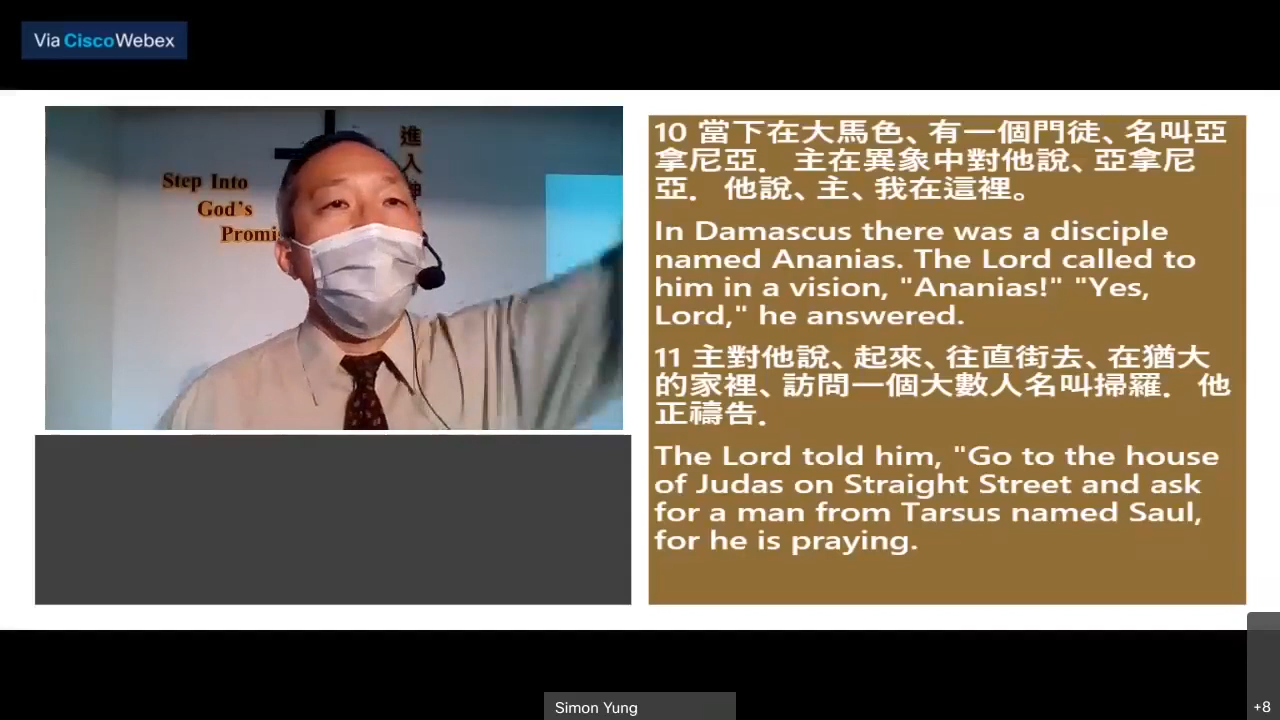 Via CiscoWebex
Step Into
God's
進
入
10 當下在大馬色、有一個門徒、名叫亞
拿尼亞． 主在異象中對他說、亞拿尼
亞． 他說、主、我在這裡。
In Damascus there was a disciple
named Ananias. The Lord called to
him in a vision, "Ananias!" "Yes,
Lord," he answered.
11 主對他說、起來、往直街去、在猶大
的家裡、訪問一個大數人名叫掃羅． 他
正禱告．
The Lord told him, "Go to the house
of Judas on Straight Street and ask
for a man from Tarsus named Saul,
for he is praying.
Simon Yung
+8